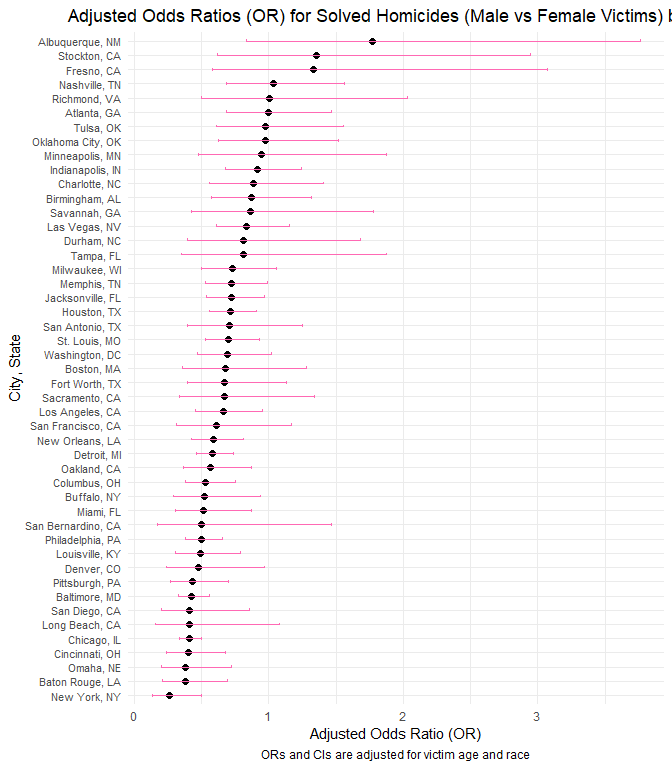 Adjusted Odds Ratios (OR) for Solved Homicides (Male vs Female Victims) b
City, State
Albuquerque, NM
Stockton, CA
Fresno, CA
Nashville, TN
Richmond, VA
Atlanta, GA
Tulsa, OK
Oklahoma City, OK
Minneapolis, MN
Indianapolis, IN
Charlotte, NC
Birmingham, AL
Savannah, GA
Las Vegas, NV
Durham, NC
Tampa, FL
Milwaukee, WI
Memphis, TN
Jacksonville, FL
Houston, TX
San Antonio, TX
St. Louis, MO
Washington, DC
Boston, MA
Fort Worth, TX
Sacramento, CA
Los Angeles, CA
San Francisco, CA
New Orleans, LA
Detroit, MI
Oakland, CA
Columbus, OH
Buffalo, NY
Miami, FL
San Bernardino, CA
Philadelphia, PA
Louisville, KY
Denver, CO
Pittsburgh, PA
Baltimore, MD
San Diego, CA
Long Beach, CA
Chicago, IL
Cincinnati, OH
Omaha, NE
Baton Rouge, LA
New York, NY
0 1 2 3
Adjusted Odds Ratio (OR)
ORs and CIs are adjusted for victim age and race